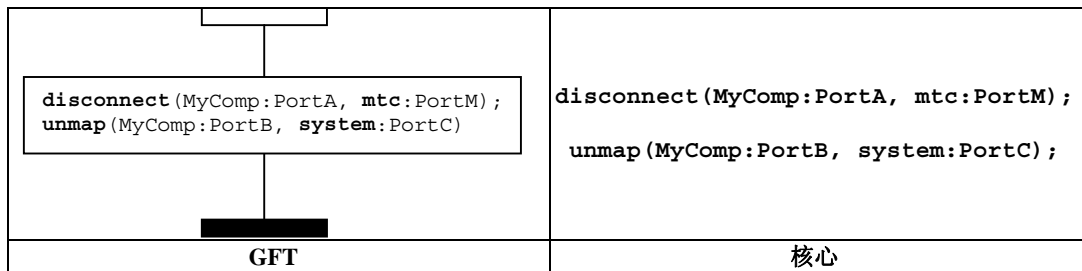 disconnect(MyComp:PortA, mtc:PortM);
unmap(MyComp:PortB, system:PortC)
disconnect(MyComp:PortA, mtc:PortM);
unmap(MyComp:PortB, system:PortC);
GFT
核心